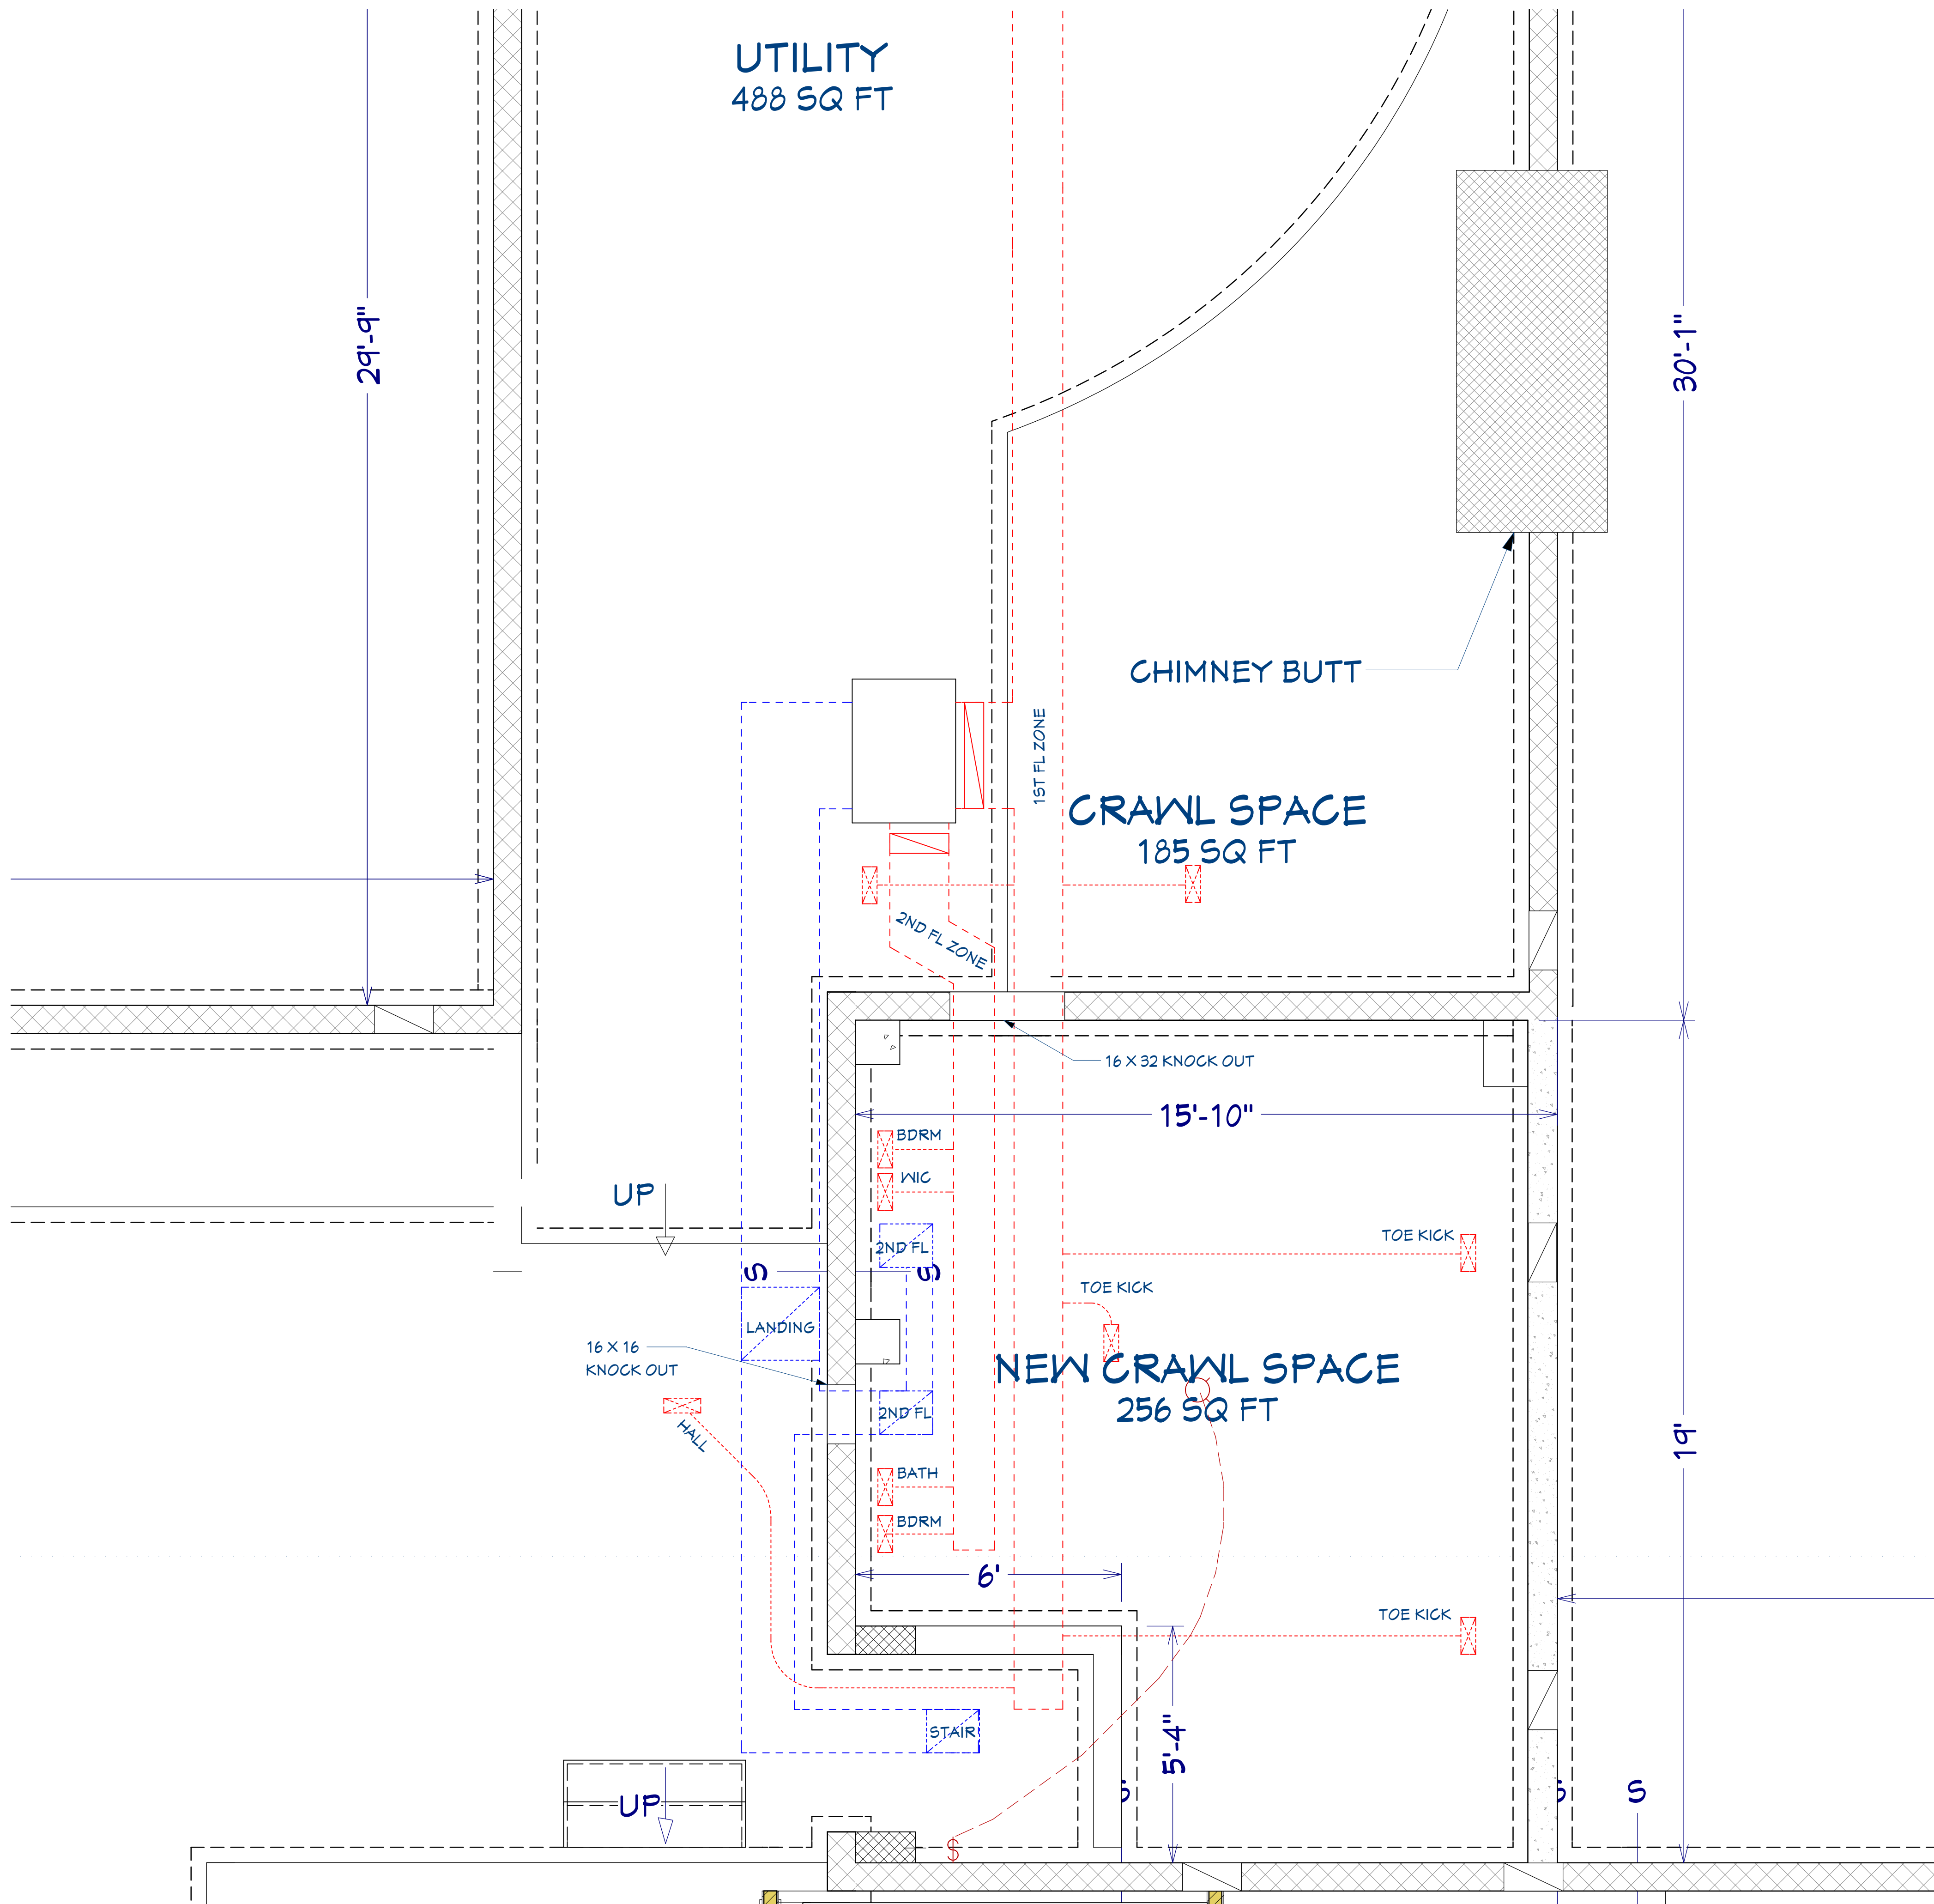 UTILITY
488 SQ FT
29'-9"
30'-1"
CHIMNEY BUTT
1ST FL ZONE
CRAWL SPACE
185 SQ FT
2ND FL ZONE
16 X 32 KNOCK OUT
15'-10"
BDRM
WIC
UP
2ND FL
TOE KICK
S
S
TOE KICK
LANDING
16 X 16
KNOCK OUT
NEW CRAWL SPACE
256 SQ FT
2ND FL
HALL
19'
BATH
BDRM
6'
TOE KICK
STAIR
5'-4"
UP
S
$